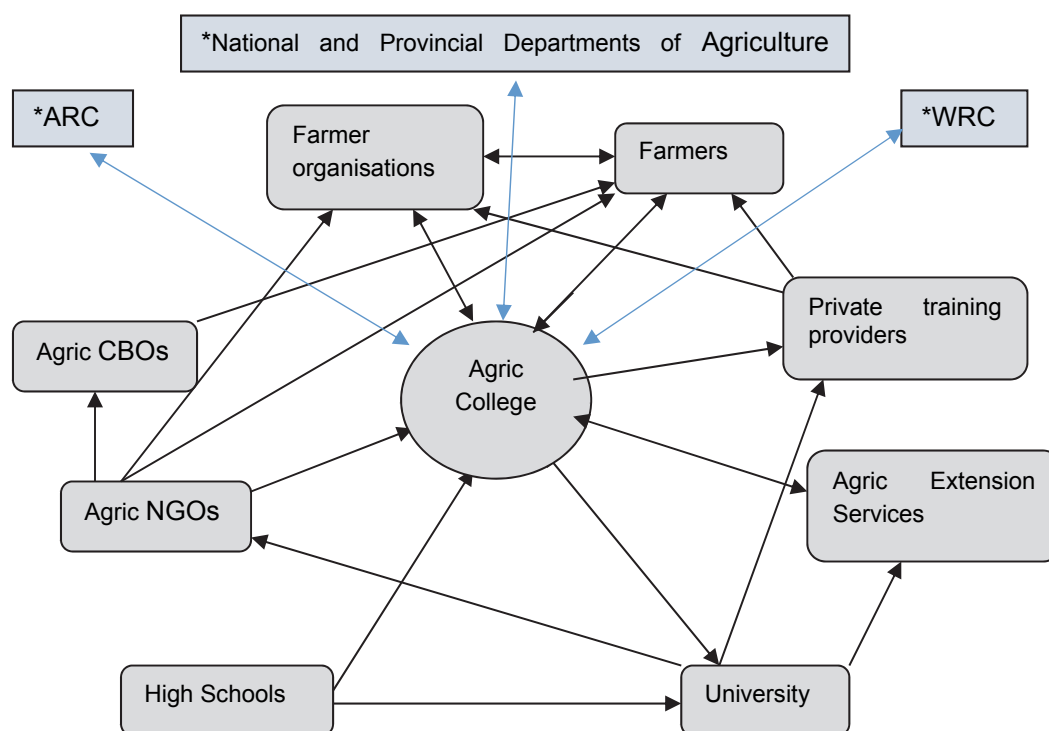 *National and Provincial Departments of Agriculture
*ARC
*WRC
Farmer
organisations
Farmers
Private training
providers
Agric CBOs
Agric
College
Agric Extension
Services
Agric NGOs
High Schools
University